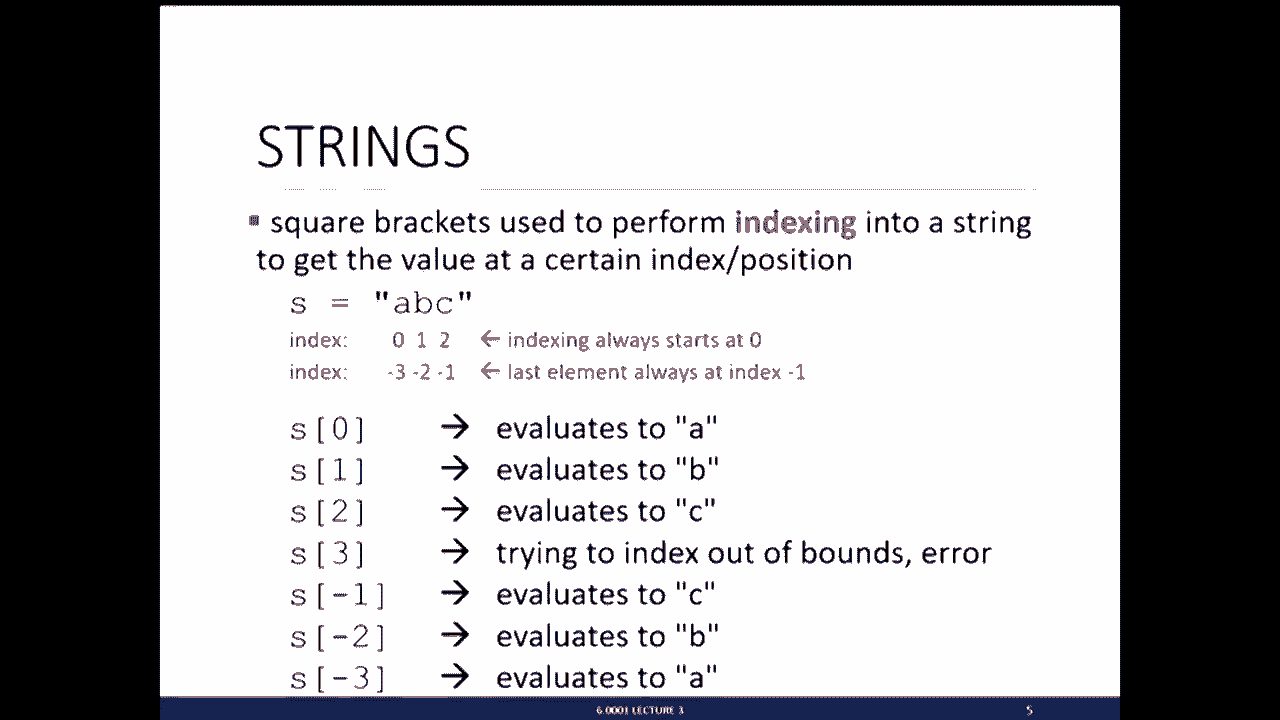 STRINGS
▪ square brackets used to perform indexing into a string
to get the value at a certain index/position
s = "abc"
index: 0 1 2 ← indexing always starts at 0
index: -3 -2 -1 ← last element always at index -1
s[0] → evaluates to "a"
s[1] → evaluates to "b"
s[2] → evaluates to "c"
s[3] → trying to index out of bounds, error
s[-1] → evaluates to "c"
s[-2] → evaluates to "b"
s[-3] → evaluates to "a"
6.0001 LECTURE 3
5